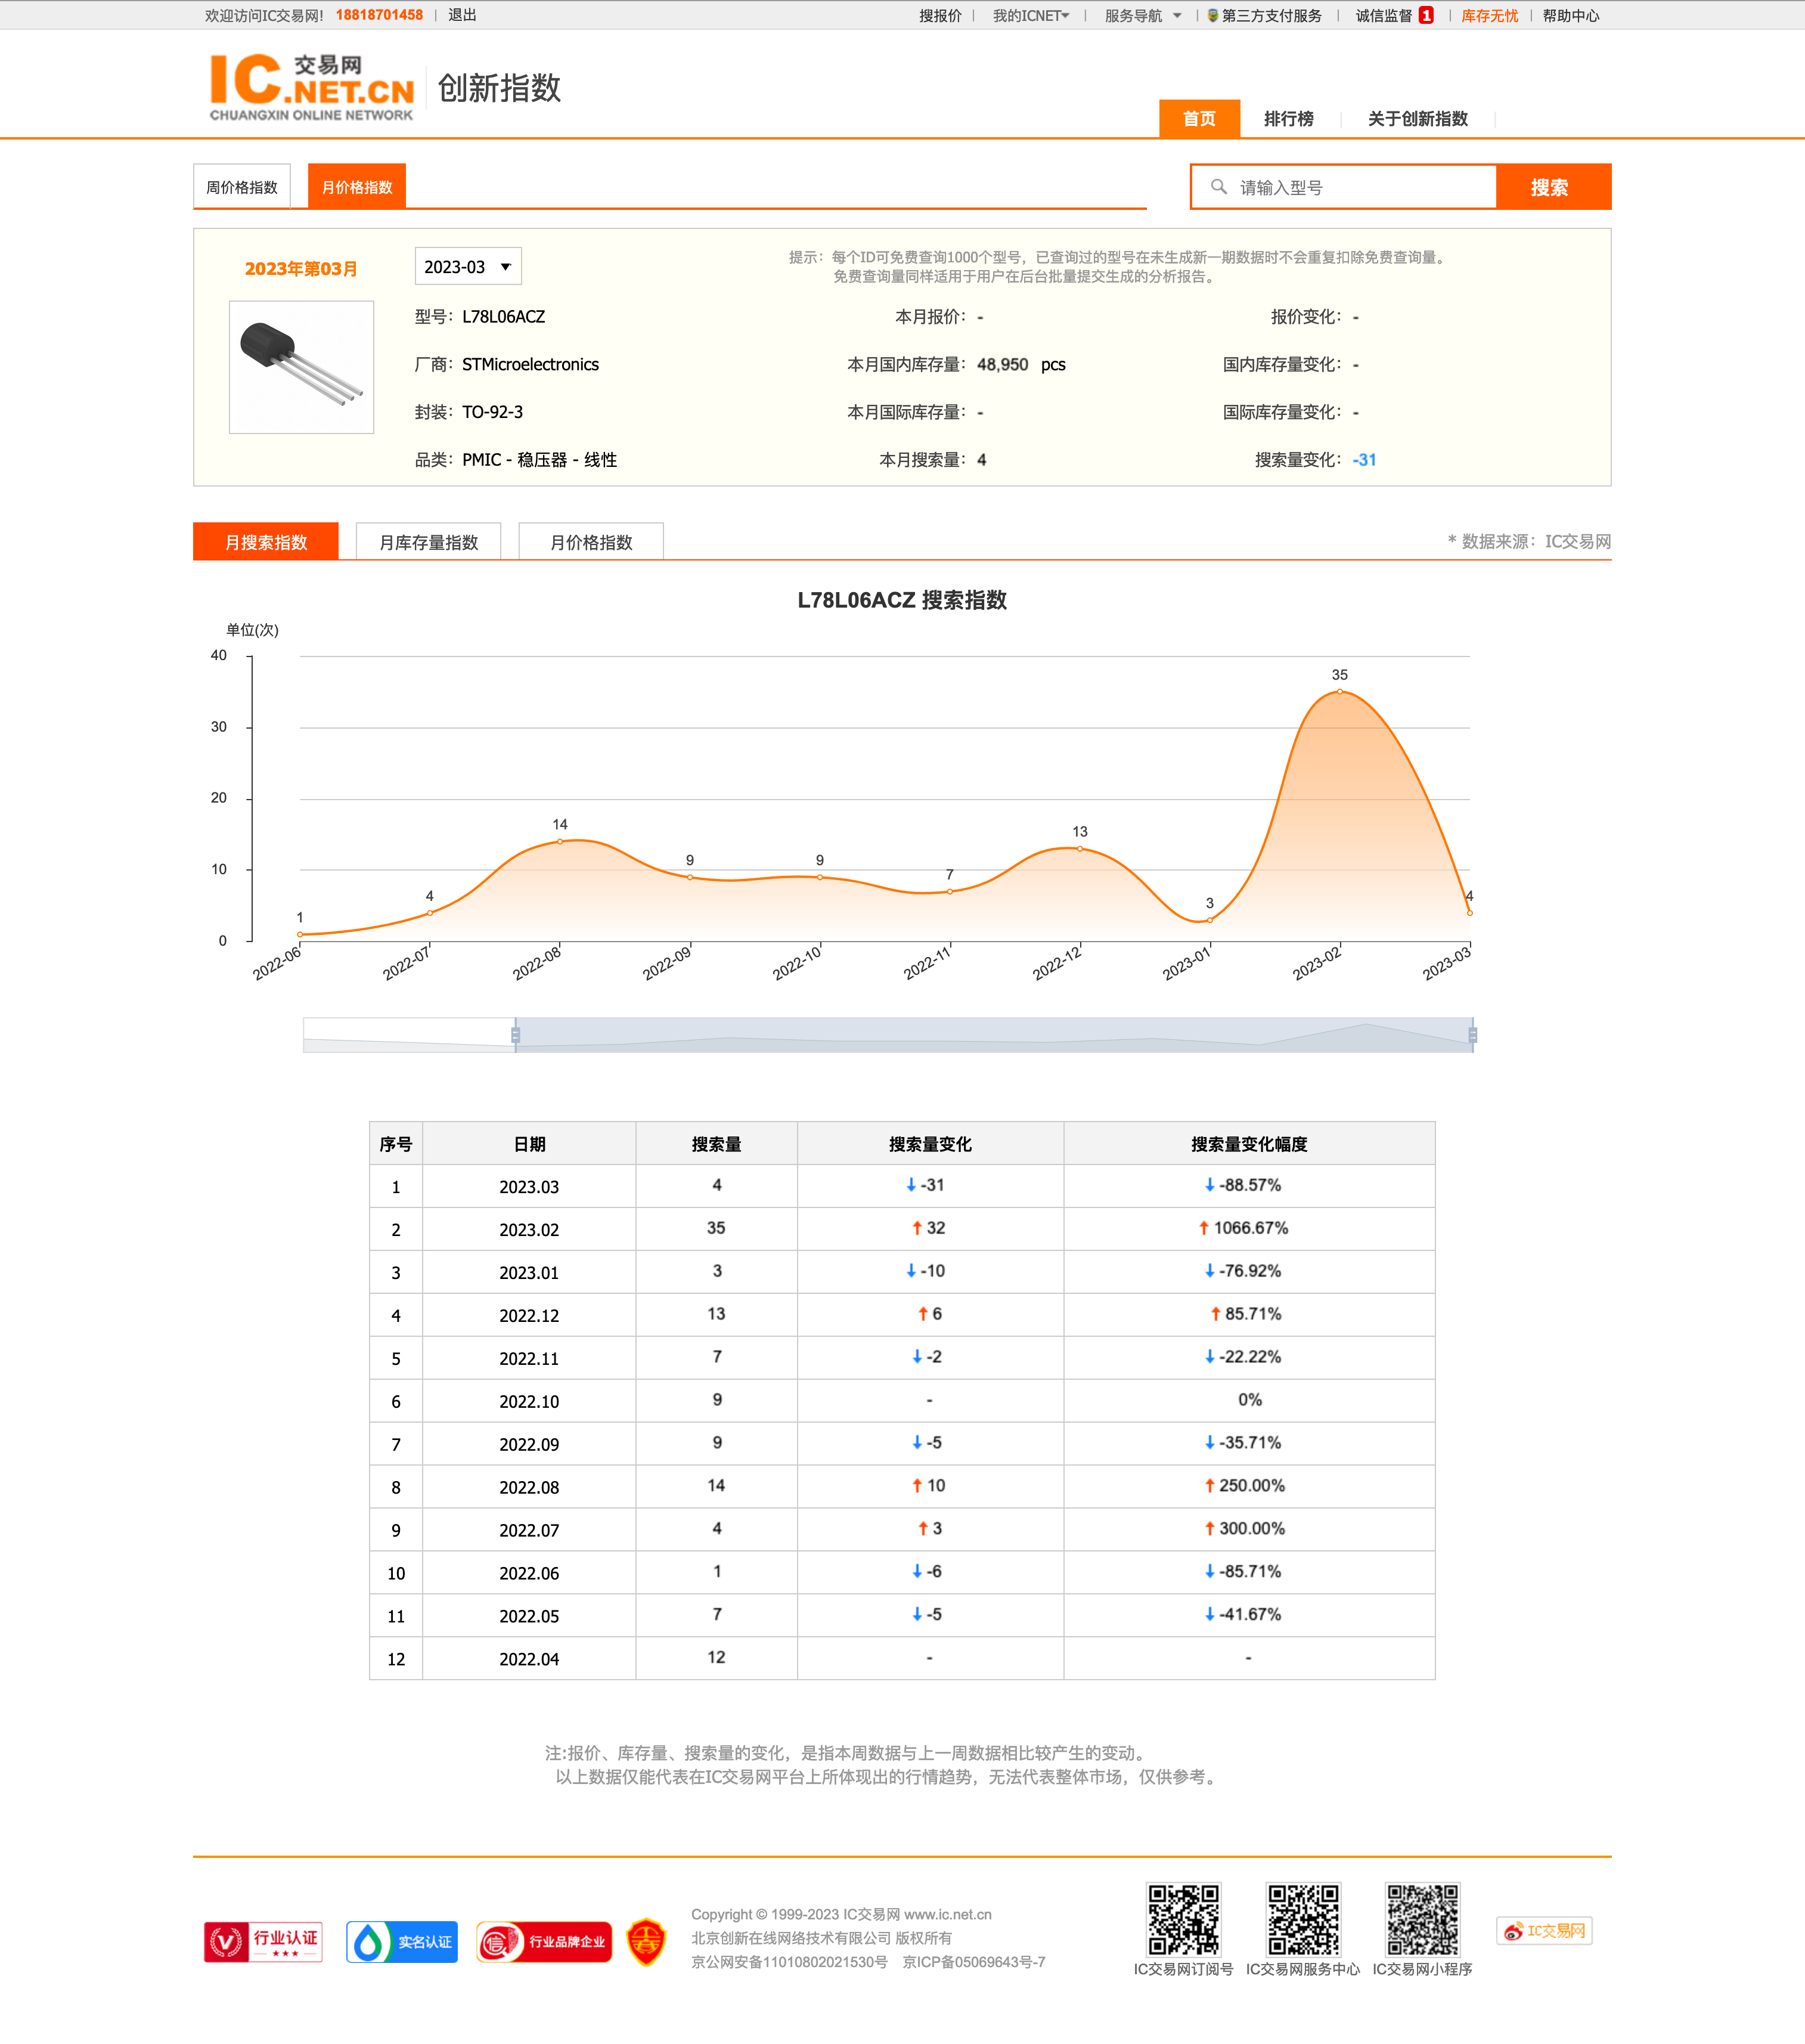 欢迎访问IC交易网! 18818701458 | 退出
搜报价 | 我的ICNET | 服务导航 | 第三方支付服务 | 诚信监督 1 | 库存无忧 | 帮助中心
IC交易网.NET.CN
CHUANGXIN ONLINE NETWORK
创新指数
首页 排行榜 关于创新指数
周价格指数 月价格指数
请输入型号 搜索
2023年第03月 2023-03
提示：每个ID可免费查询1000个型号，已查询过的型号在未生成新一期数据时不会重复扣除免费查询量。
免费查询量同样适用于用户在后台批量提交生成的分析报告。
型号：L78L06ACZ 本月报价：- 报价变化：-
厂商：STMicroelectronics 本月国内库存量：48,950 pcs 国内库存量变化：-
封装：TO-92-3 本月国际库存量：- 国际库存量变化：-
品类：PMIC - 稳压器 - 线性 本月搜索量：4 搜索量变化：-31
月搜索指数 月库存量指数 月价格指数 * 数据来源：IC交易网
L78L06ACZ 搜索指数
单位(次)
40
30
20
10
0
1 4 14 9 9 7 13 3 35 4
2022-06 2022-07 2022-08 2022-09 2022-10 2022-11 2022-12 2023-01 2023-02 2023-03
序号 日期 搜索量 搜索量变化 搜索量变化幅度
1 2023.03 4 ↓-31 ↓-88.57%
2 2023.02 35 ↑32 ↑1066.67%
3 2023.01 3 ↓-10 ↓-76.92%
4 2022.12 13 ↑6 ↑85.71%
5 2022.11 7 ↓-2 ↓-22.22%
6 2022.10 9 - 0%
7 2022.09 9 ↓-5 ↓-35.71%
8 2022.08 14 ↑10 ↑250.00%
9 2022.07 4 ↑3 ↑300.00%
10 2022.06 1 ↓-6 ↓-85.71%
11 2022.05 7 ↓-5 ↓-41.67%
12 2022.04 12 - -
注:报价、库存量、搜索量的变化，是指本周数据与上一周数据相比较产生的变动。
以上数据仅能代表在IC交易网平台上所体现出的行情趋势，无法代表整体市场，仅供参考。
行业认证
实名认证
信 行业品牌企业
Copyright © 1999-2023 IC交易网 www.ic.net.cn
北京创新在线网络技术有限公司 版权所有
京公网安备11010802021530号 京ICP备05069643号-7
IC交易网订阅号 IC交易网服务中心 IC交易网小程序
IC交易网